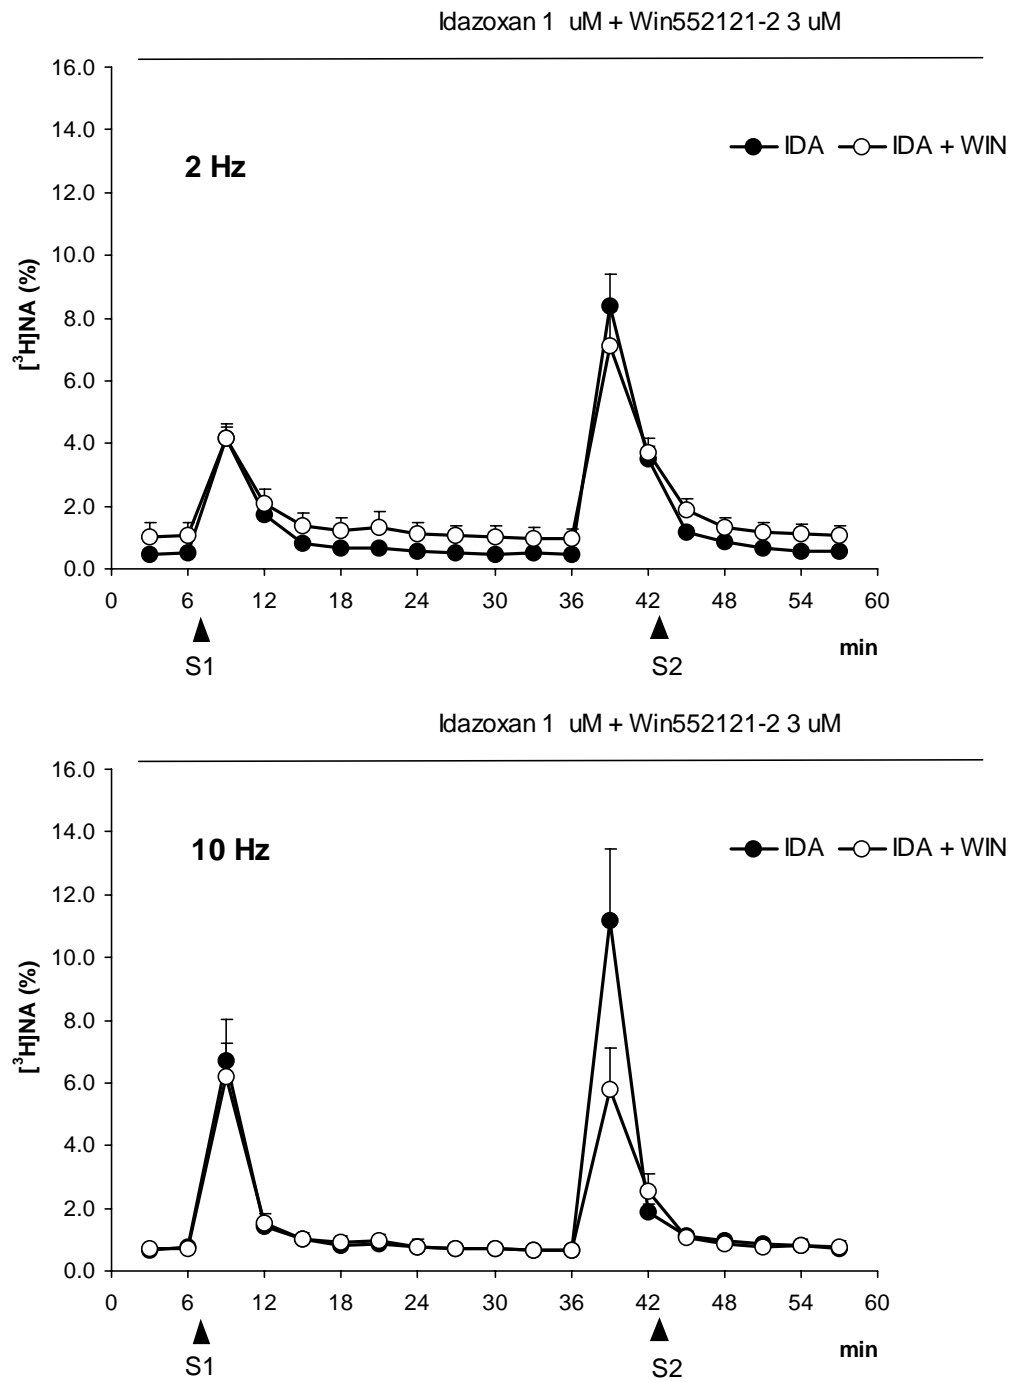 Idazoxan 1 uM + Win552121-2 3 uM
16.0
14.0
12.0
10.0
8.0
6.0
4.0
2.0
0.0
[³H]NA (%)
2 Hz
IDA IDA + WIN
0 6 12 18 24 30 36 42 48 54 60
min
S1 S2
Idazoxan 1 uM + Win552121-2 3 uM
16.0
14.0
12.0
10.0
8.0
6.0
4.0
2.0
0.0
[³H]NA (%)
10 Hz
IDA IDA + WIN
0 6 12 18 24 30 36 42 48 54 60
min
S1 S2